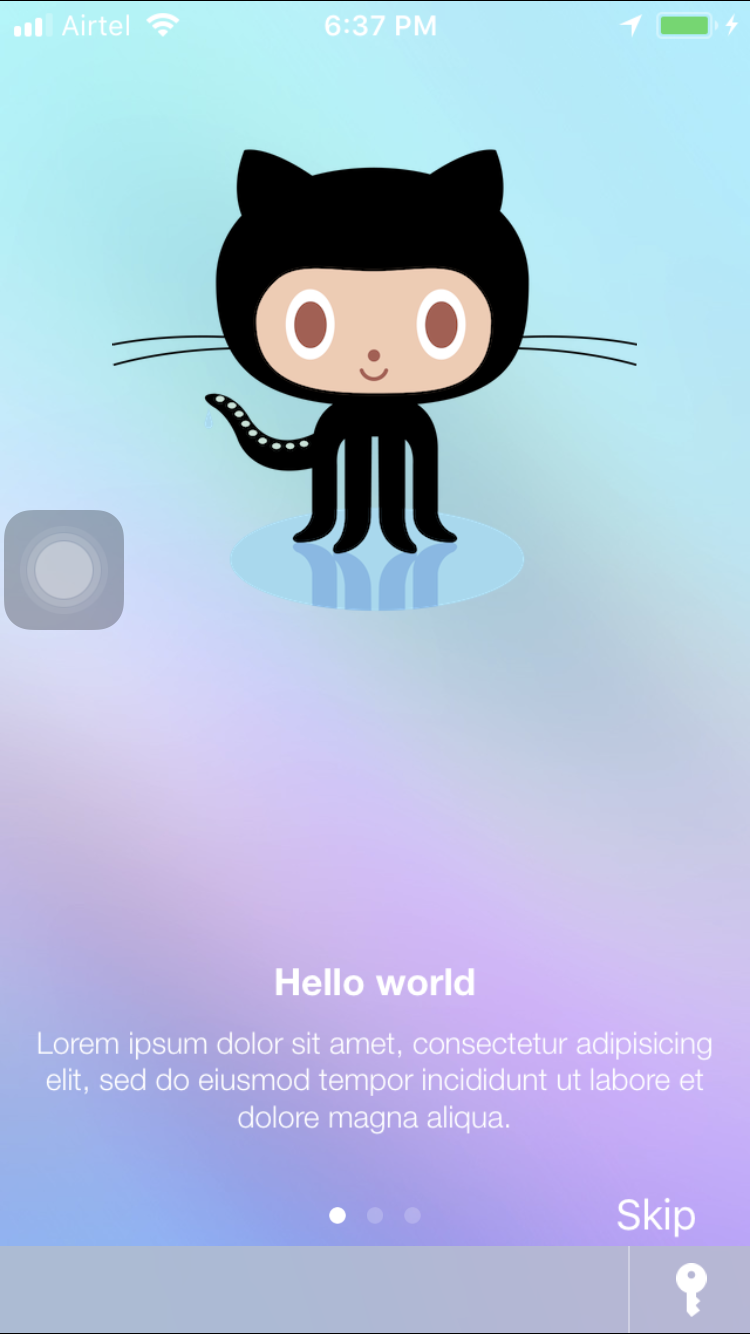 Airtel 6:37 PM
Hello world
Lorem ipsum dolor sit amet, consectetur adipisicing
elit, sed do eiusmod tempor incididunt ut labore et
dolore magna aliqua.
Skip